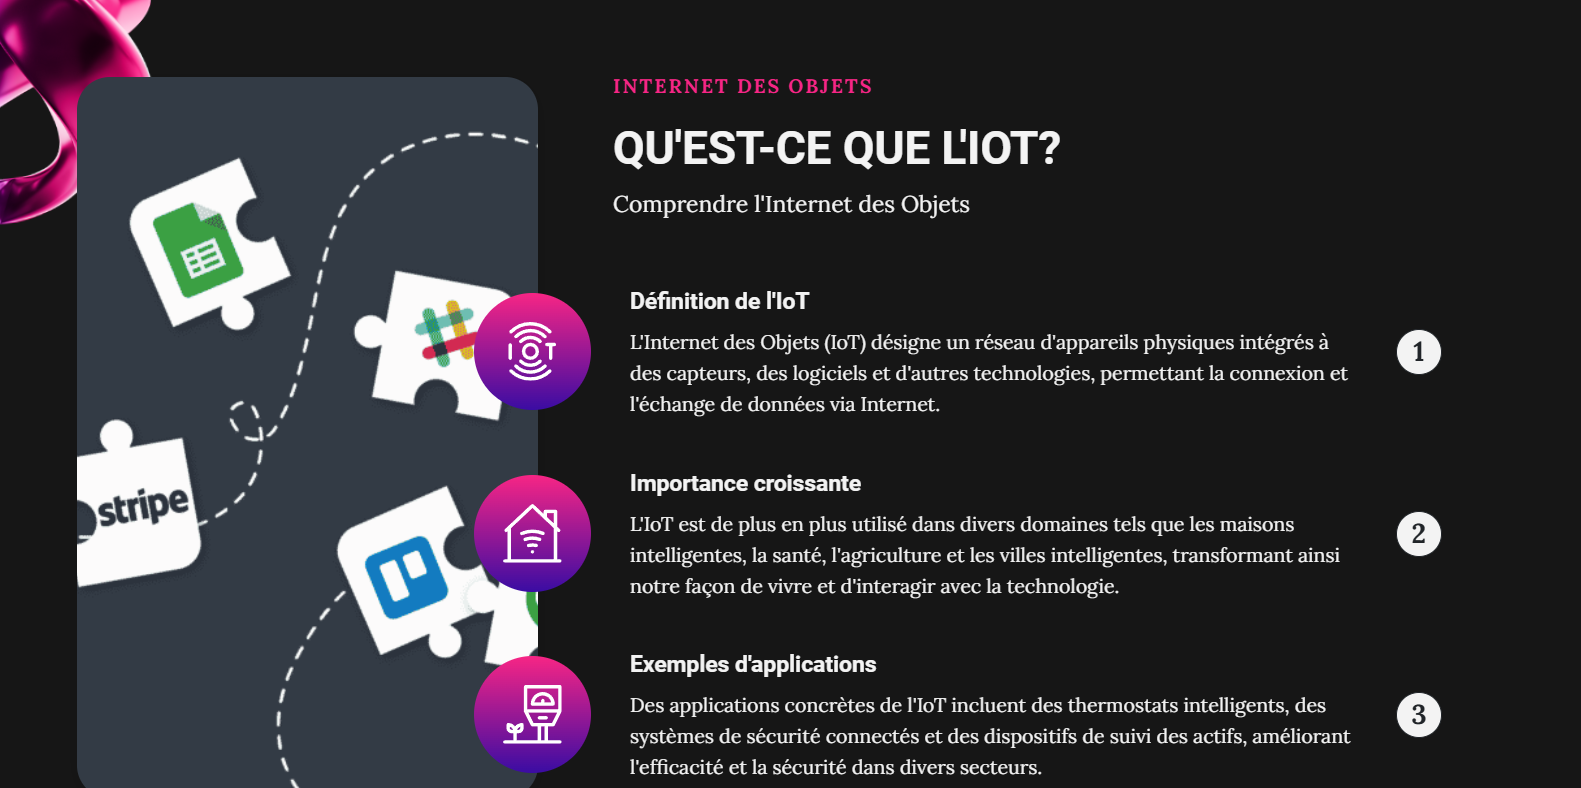 INTERNET DES OBJETS
QU'EST-CE QUE L'IOT?
Comprendre l'Internet des Objets
stripe
IOT
Définition de l'IoT
L'Internet des Objets (IoT) désigne un réseau d'appareils physiques intégrés à
des capteurs, des logiciels et d'autres technologies, permettant la connexion et
l'échange de données via Internet.
1
Importance croissante
L'IoT est de plus en plus utilisé dans divers domaines tels que les maisons
intelligentes, la santé, l'agriculture et les villes intelligentes, transformant ainsi
notre façon de vivre et d'interagir avec la technologie.
2
Exemples d'applications
Des applications concrètes de l'IoT incluent des thermostats intelligents, des
systèmes de sécurité connectés et des dispositifs de suivi des actifs, améliorant
l'efficacité et la sécurité dans divers secteurs.
3